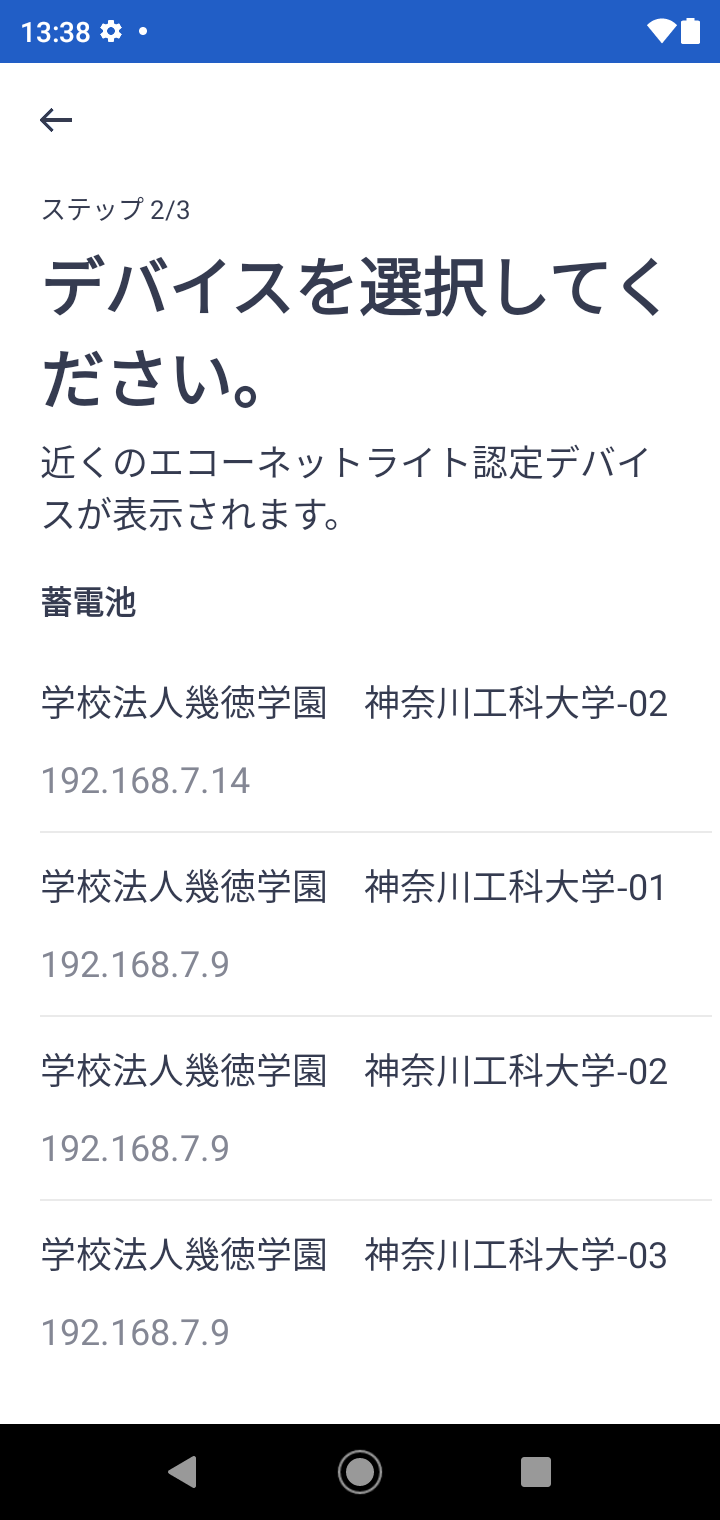 13:38
ステップ 2/3
デバイスを選択してく
ださい。
近くのエコーネットライト認定デバイ
スが表示されます。
蓄電池
学校法人幾徳学園　神奈川工科大学-02
192.168.7.14
学校法人幾徳学園　神奈川工科大学-01
192.168.7.9
学校法人幾徳学園　神奈川工科大学-02
192.168.7.9
学校法人幾徳学園　神奈川工科大学-03
192.168.7.9